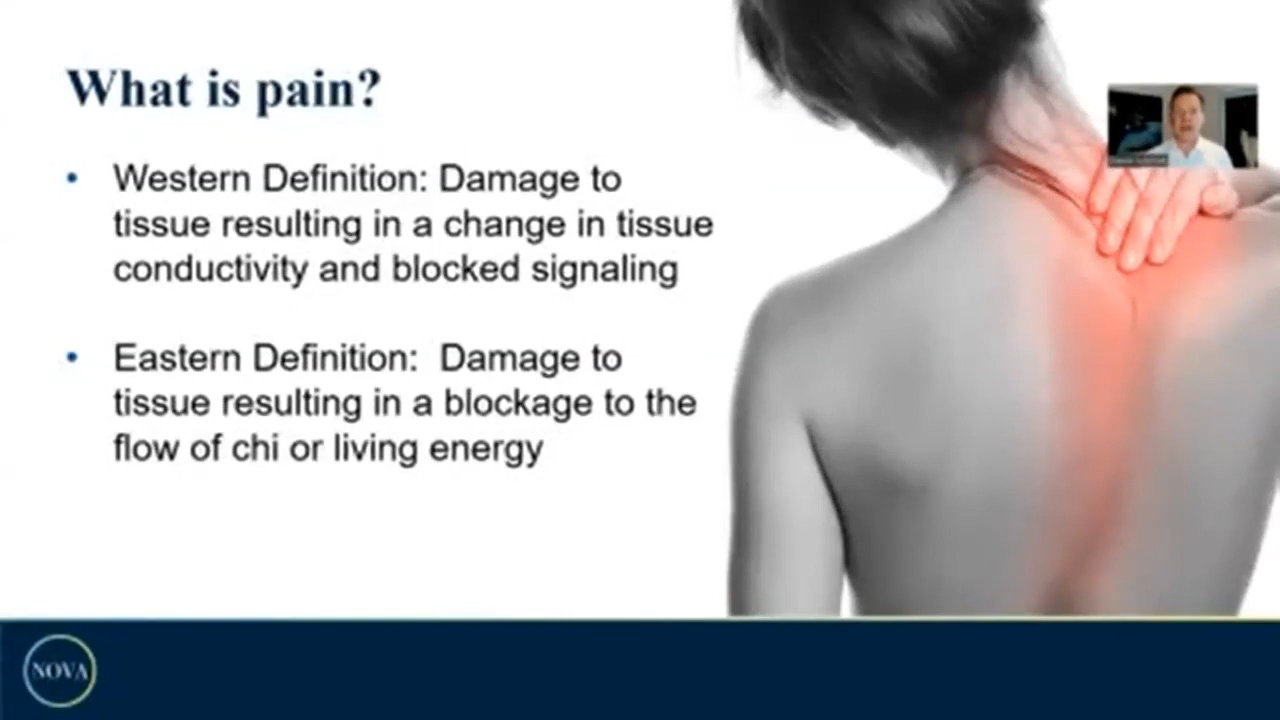 What is pain?
• Western Definition: Damage to
tissue resulting in a change in tissue
conductivity and blocked signaling
• Eastern Definition:  Damage to
tissue resulting in a blockage to the
flow of chi or living energy
NOVA